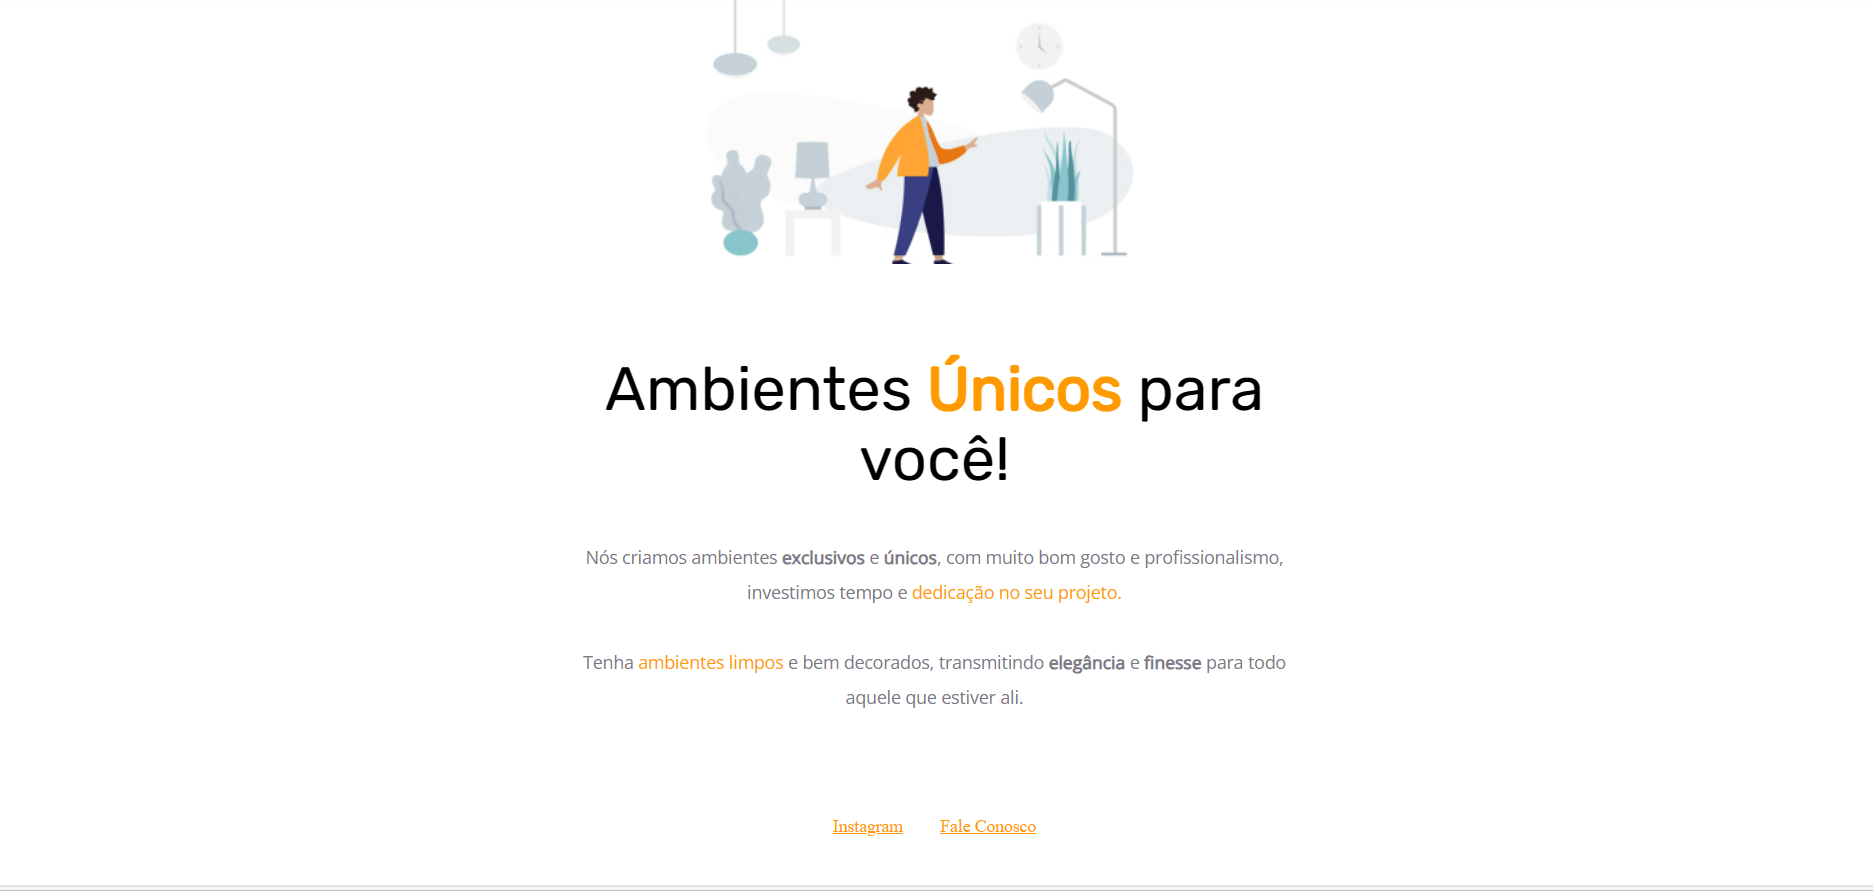 Ambientes Únicos para
você!
Nós criamos ambientes exclusivos e únicos, com muito bom gosto e profissionalismo,
investimos tempo e dedicação no seu projeto.
Tenha ambientes limpos e bem decorados, transmitindo elegância e finesse para todo
aquele que estiver ali.
Instagram Fale Conosco